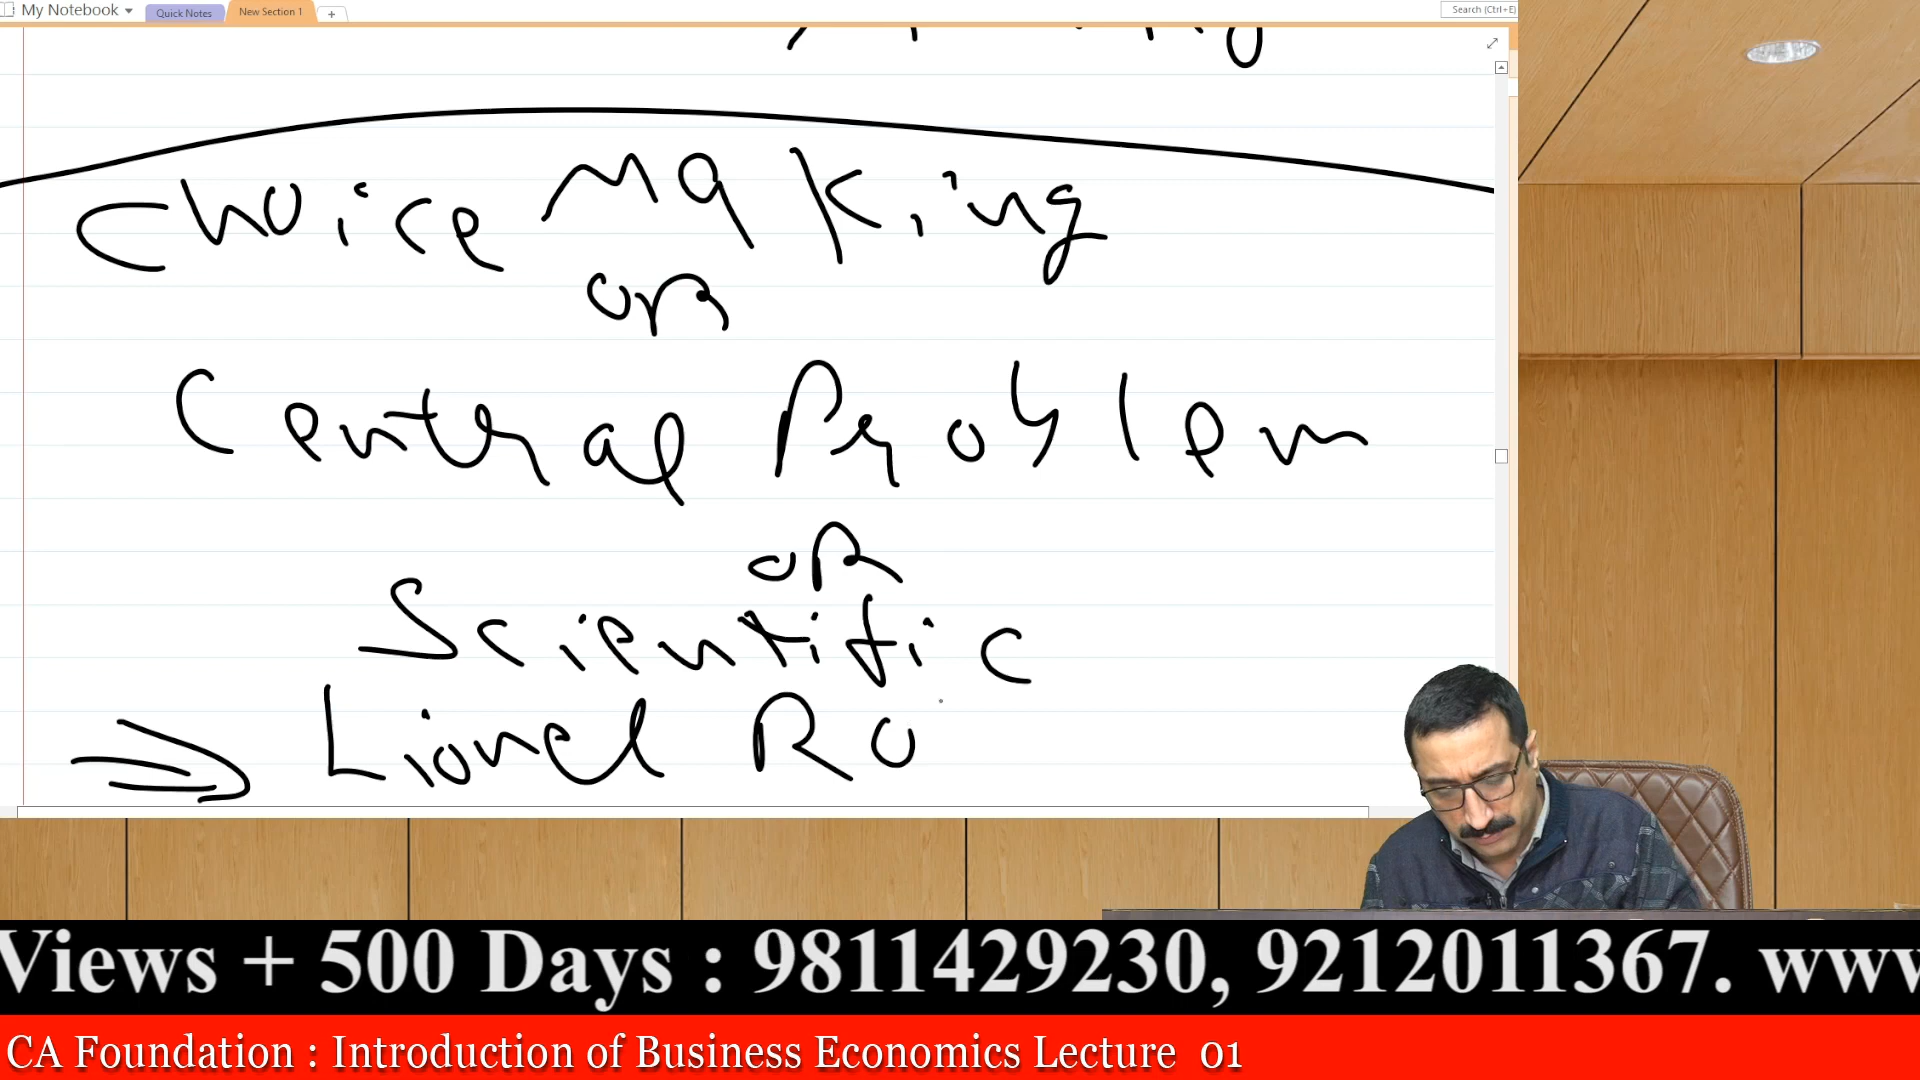 My Notebook
Quick Notes
New Section 1
+
Search (Ctrl+E)
Choice Making
or
Central Problem
or
Scientific
⇒ Lionel Ro
Views + 500 Days : 9811429230, 9212011367. www
CA Foundation : Introduction of Business Economics Lecture 01